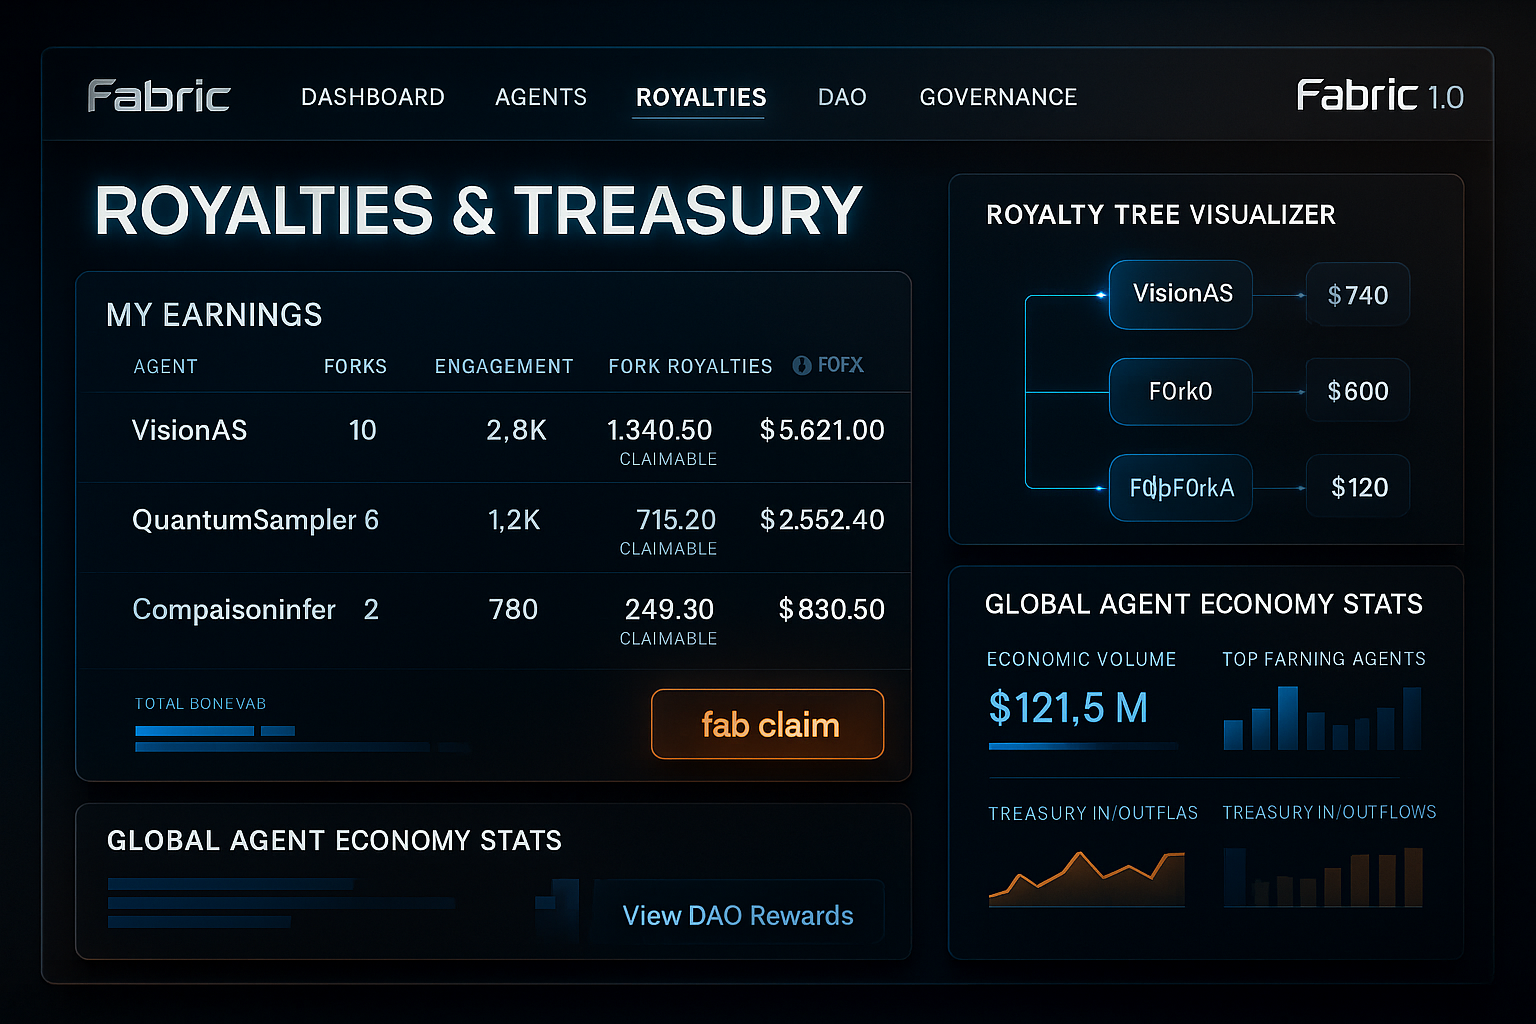 Fabric DASHBOARD AGENTS ROYALTIES DAO GOVERNANCE Fabric 1.0
ROYALTIES & TREASURY
MY EARNINGS
AGENT FORKS ENGAGEMENT FORK ROYALTIES FOFX
VisionAS 10 2,8K 1.340.50 $5.621.00
CLAIMABLE
QuantumSampler 6 1,2K 715.20 $2.552.40
CLAIMABLE
Compaisoninfer 2 780 249.30 $830.50
CLAIMABLE
TOTAL BONEVAB
fab claim
GLOBAL AGENT ECONOMY STATS
View DAO Rewards
ROYALTY TREE VISUALIZER
VisionAS $740
F0rk0 $600
$120
GLOBAL AGENT ECONOMY STATS
ECONOMIC VOLUME TOP FARNING AGENTS
$121,5 M
TREASURY IN/OUTFLAS TREASURY IN/OUTFLOWS